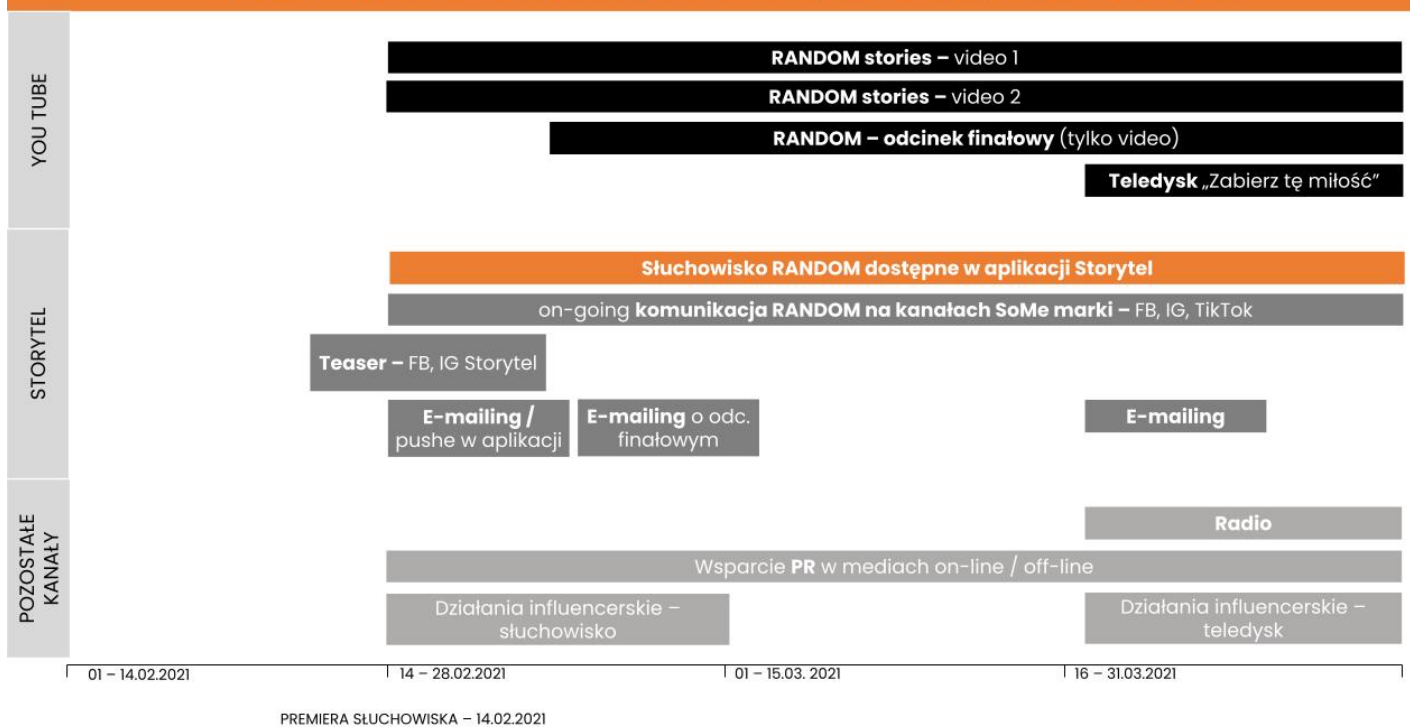 YOU TUBE
RANDOM stories – video 1
RANDOM stories – video 2
RANDOM – odcinek finałowy (tylko video)
Teledysk „Zabierz tę miłość”
STORYTEL
Słuchowisko RANDOM dostępne w aplikacji Storytel
on-going komunikacja RANDOM na kanałach SoMe marki – FB, IG, TikTok
Teaser – FB, IG Storytel
E-mailing /
pushe w aplikacji
E-mailing o odc.
finałowym
E-mailing
POZOSTAŁE
KANAŁY
Radio
Wsparcie PR w mediach on-line / off-line
Działania influencerskie –
słuchowisko
Działania influencerskie –
teledysk
01 – 14.02.2021
14 – 28.02.2021
01 – 15.03. 2021
16 – 31.03.2021
PREMIERA SŁUCHOWISKA – 14.02.2021